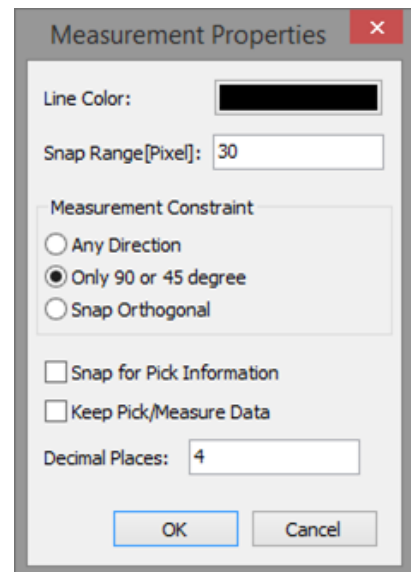 Measurement Properties
Line Color:
Snap Range[Pixel]: 30
Measurement Constraint
Any Direction
Only 90 or 45 degree
Snap Orthogonal
Snap for Pick Information
Keep Pick/Measure Data
Decimal Places: 4
OK Cancel